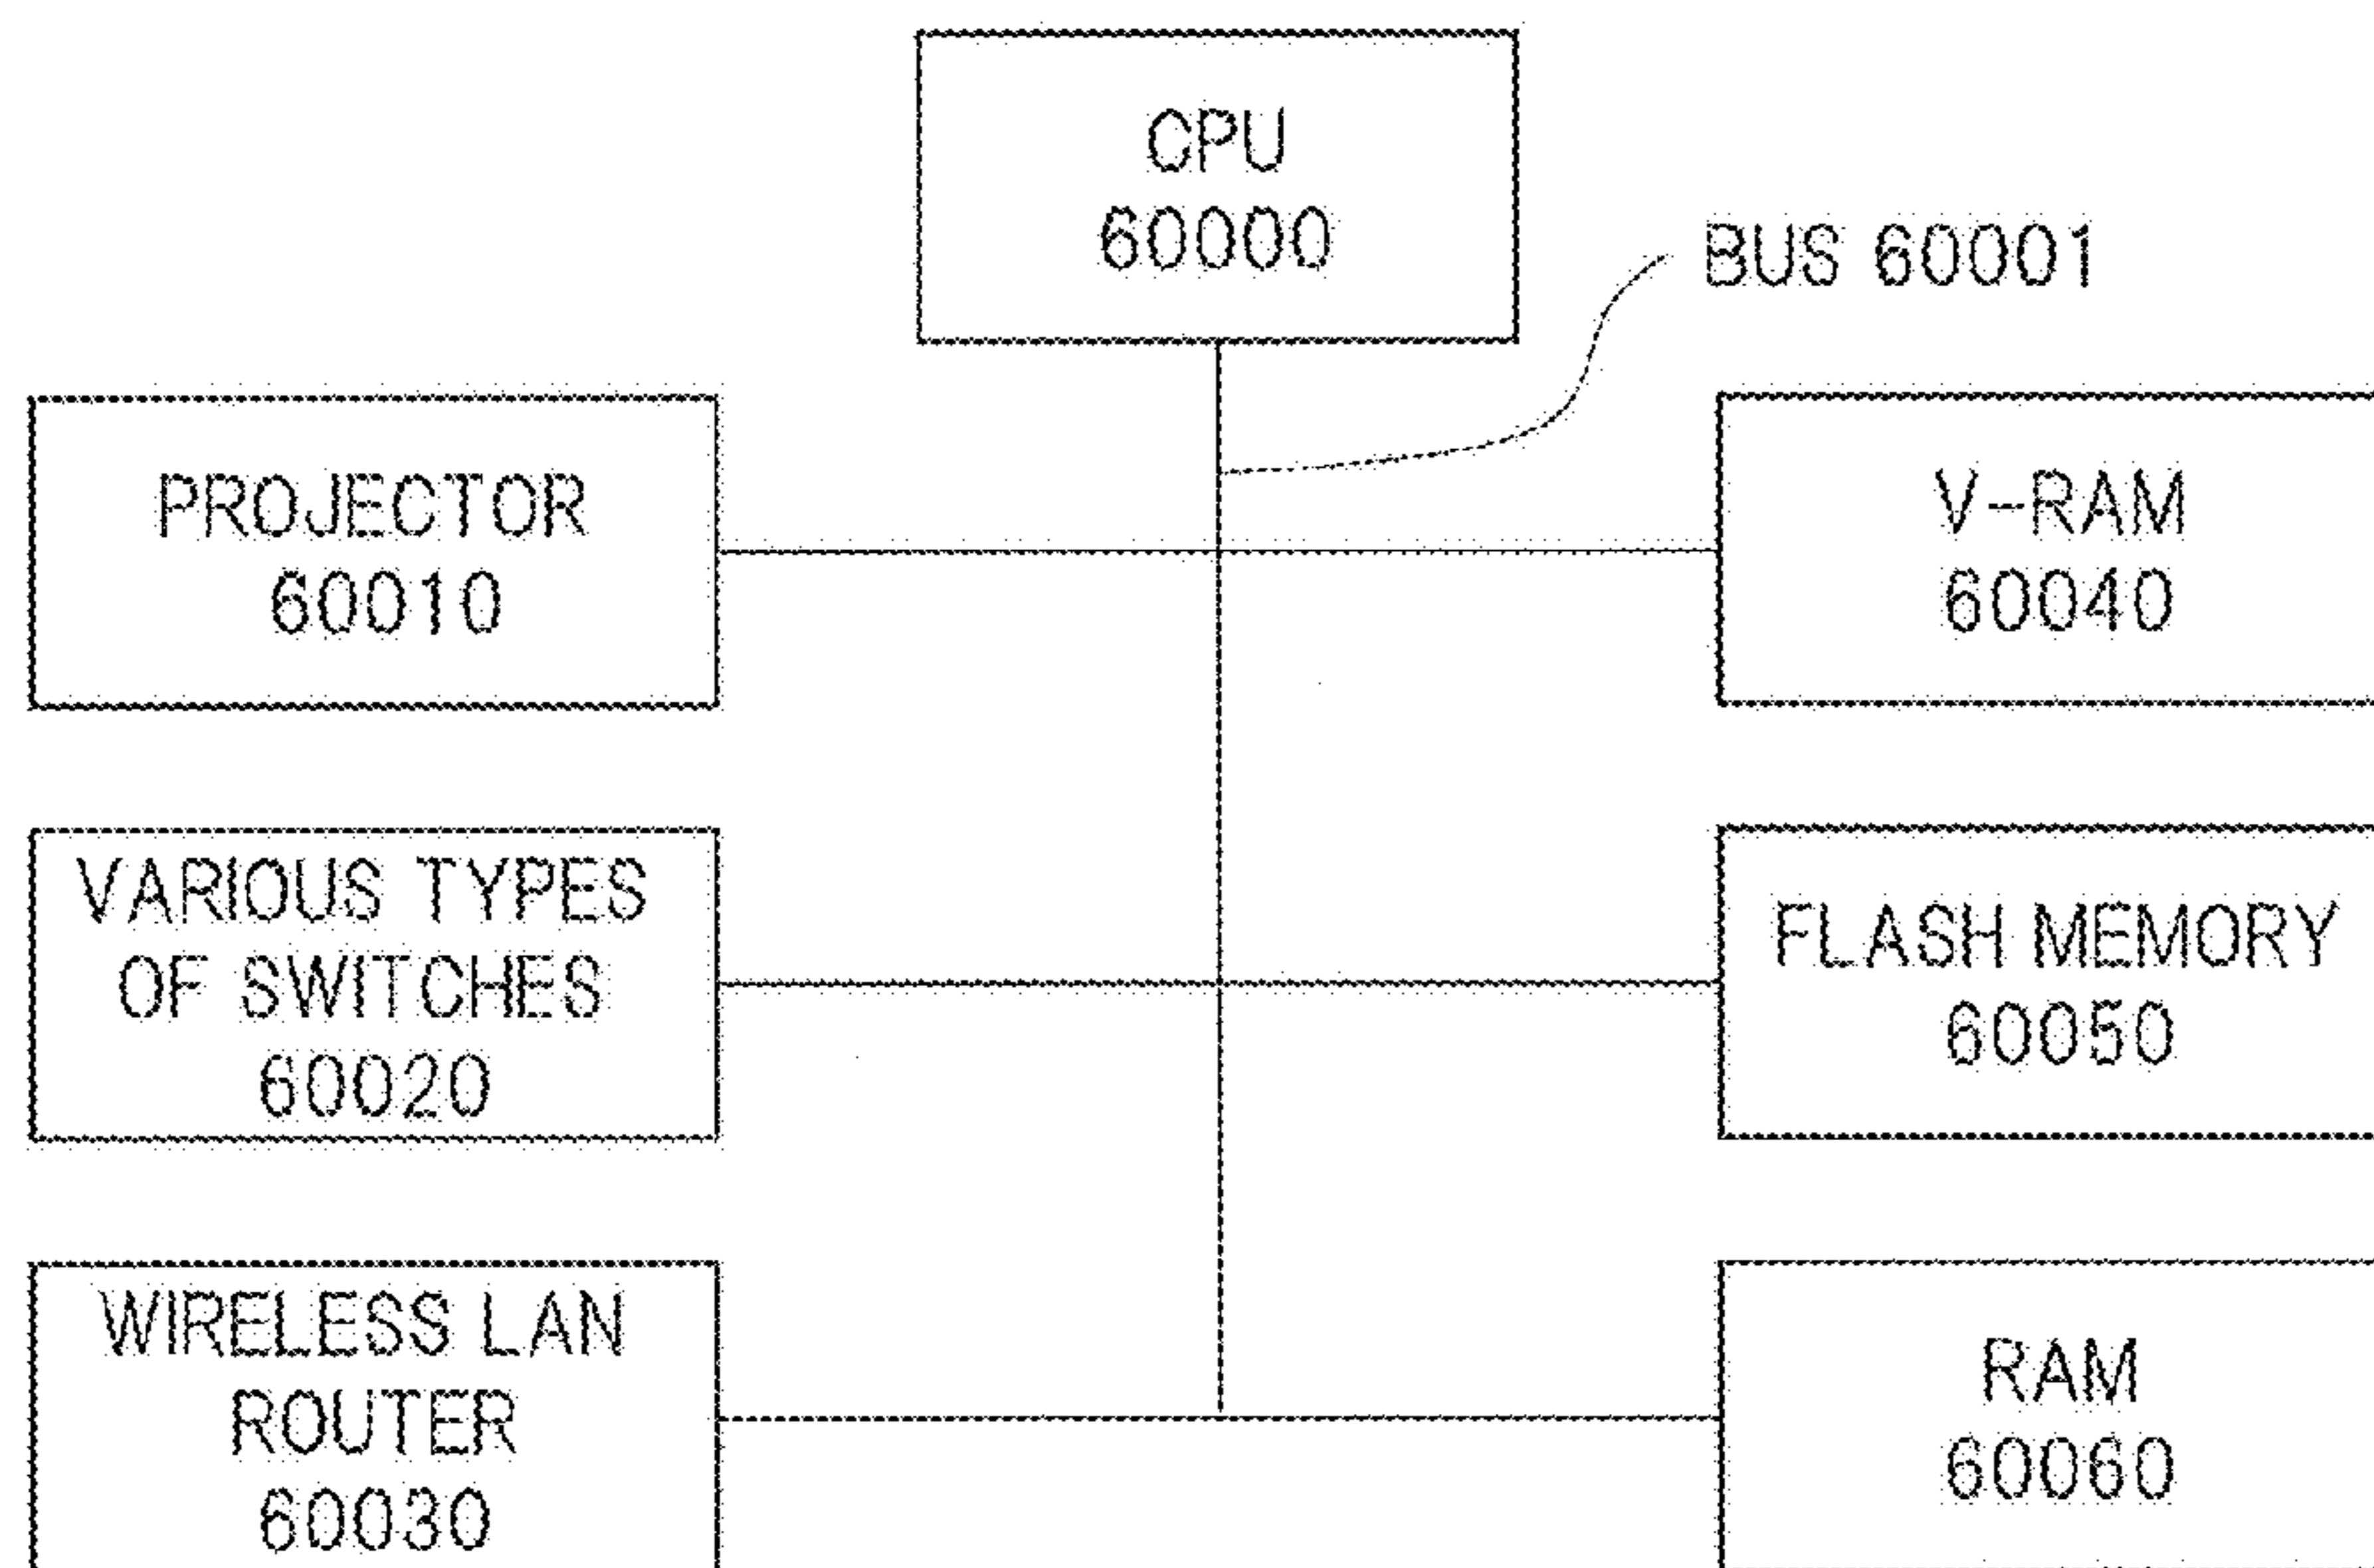 CPU
60000
BUS 60001
PROJECTOR
60010
V-RAM
60040
VARIOUS TYPES
OF SWITCHES
60020
FLASH MEMORY
60050
WIRELESS LAN
ROUTER
60030
RAM
60060